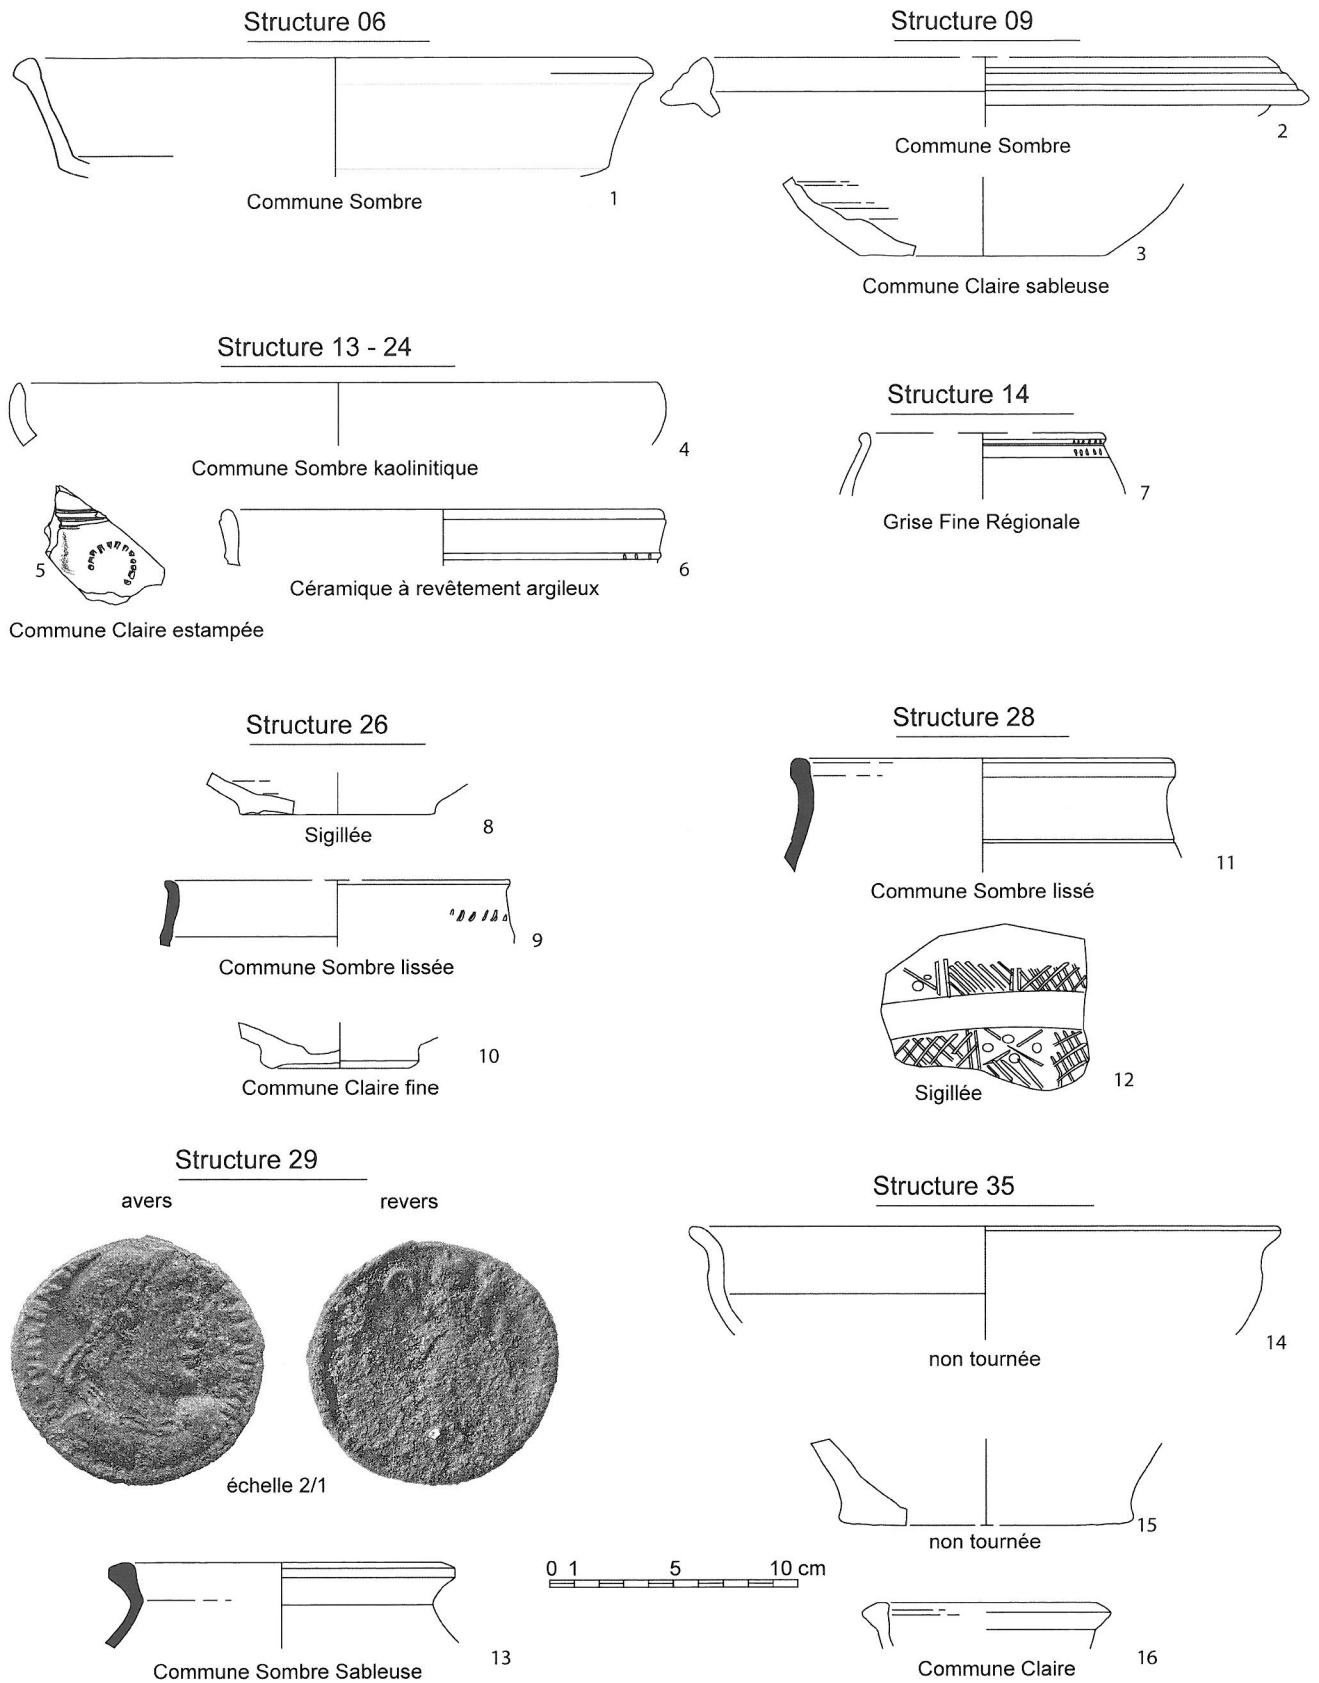 Structure 06
1
Commune Sombre
Structure 09
2
Commune Sombre
3
Commune Claire sableuse
Structure 13 - 24
4
Commune Sombre kaolinitique
5
Commune Claire estampée
6
Céramique à revêtement argileux
Structure 14
7
Grise Fine Régionale
Structure 26
8
Sigillée
9
Commune Sombre lissée
10
Commune Claire fine
Structure 28
11
Commune Sombre lissé
12
Sigillée
Structure 29
avers revers
échelle 2/1
13
Commune Sombre Sableuse
0 1 5 10 cm
Structure 35
14
non tournée
15
non tournée
16
Commune Claire